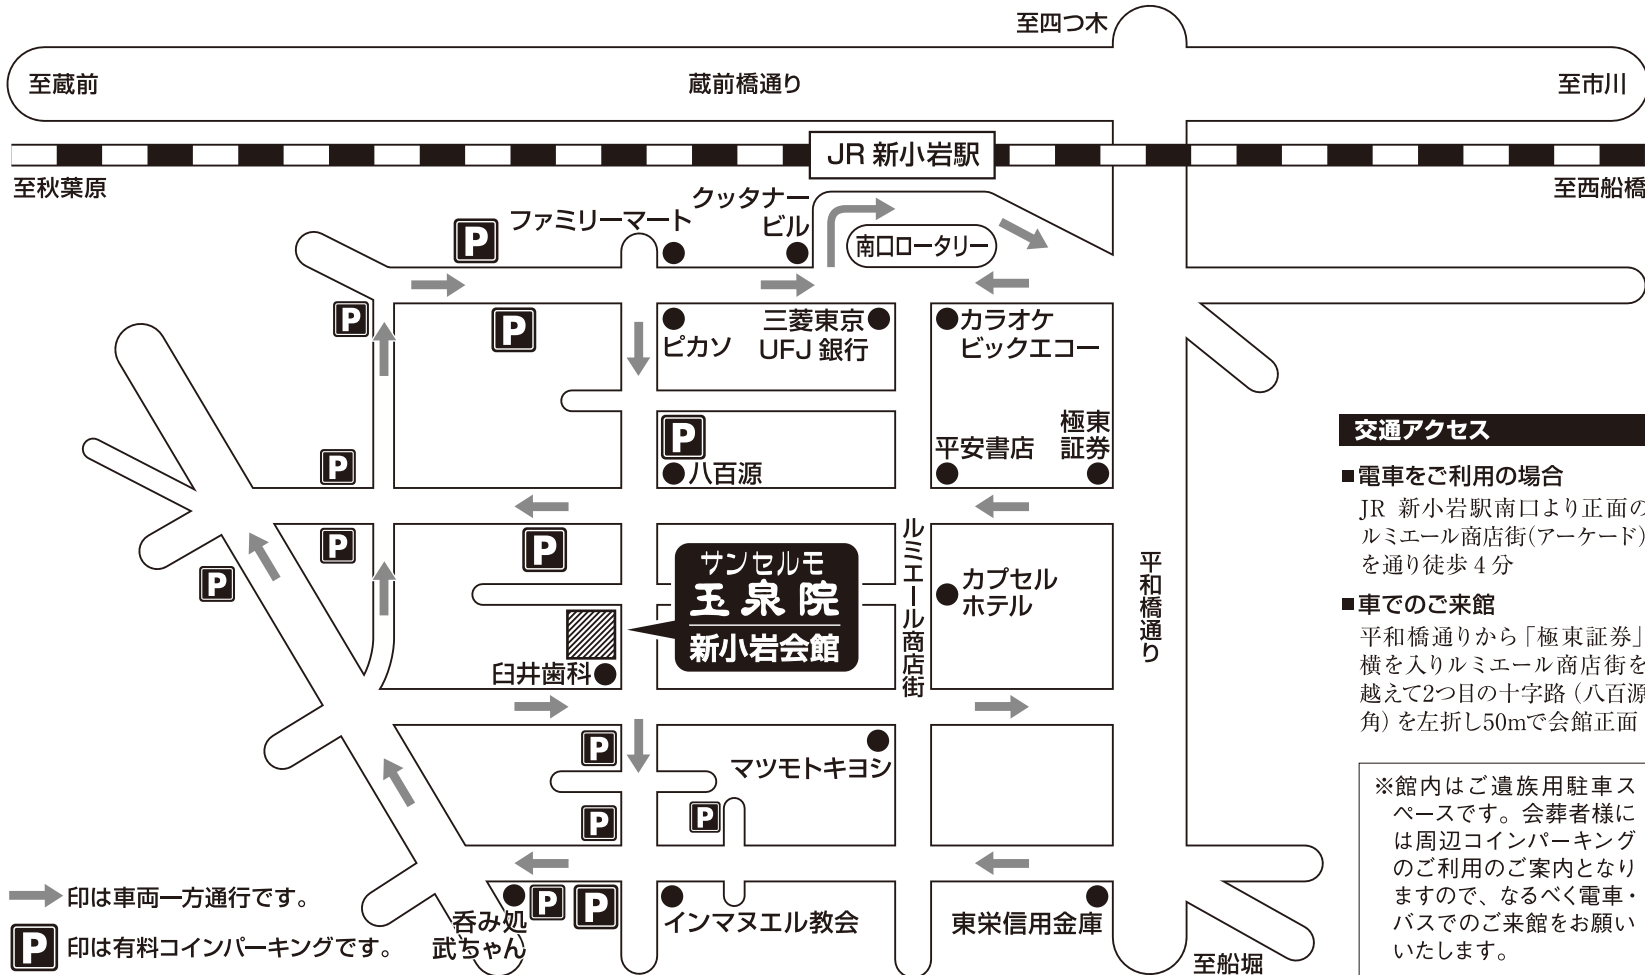 至四つ木
至蔵前
蔵前橋通り
至市川
JR 新小岩駅
至秋葉原
至西船橋
クッタナー
ビル
ファミリーマート
P
南口ロータリー
P
P
ピカソ
三菱東京
UFJ 銀行
カラオケ
ビックエコー
P
八百源
平安書店
極東
証券
P
P
P
P
サンセルモ
玉泉院
新小岩会館
ルミエール商店街
カプセル
ホテル
平和橋通り
臼井歯科
P
マツモトキヨシ
P
P
P
P
呑み処
武ちゃん
インマヌエル教会
東栄信用金庫
至船堀
印は車両一方通行です。
P 印は有料コインパーキングです。
交通アクセス
■電車をご利用の場合
JR 新小岩駅南口より正面の
ルミエール商店街(アーケード)
を通り徒歩 4 分
■車でのご来館
平和橋通りから「極東証券」
横を入りルミエール商店街を
越えて2つ目の十字路(八百源
角)を左折し50mで会館正面
※館内はご遺族用駐車ス
ペースです。会葬者様に
は周辺コインパーキング
のご利用のご案内となり
ますので、なるべく電車・
バスでのご来館をお願い
いたします。